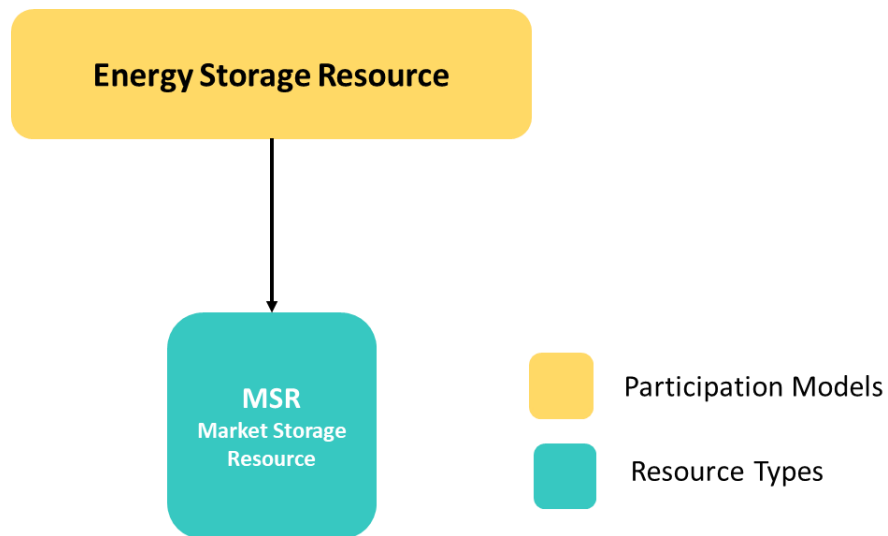 Energy Storage Resource
MSR
Market Storage
Resource
Participation Models
Resource Types